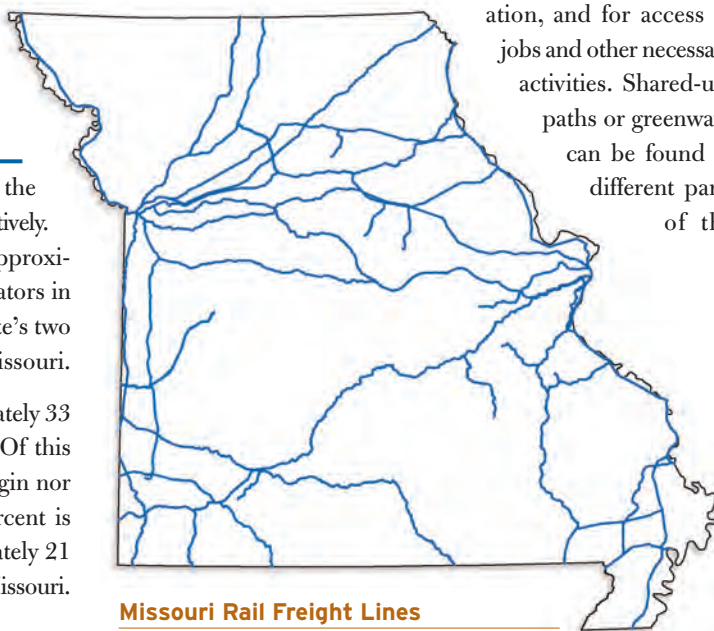 the
tively.
pproxi-
ators in
te's two
issouri.
ately 33
Of this
gin nor
rcent is
ately 21
issouri.
Missouri Rail Freight Lines
ation, and for access
jobs and other necessa
activities. Shared-u
paths or greenwa
can be found
different par
of th